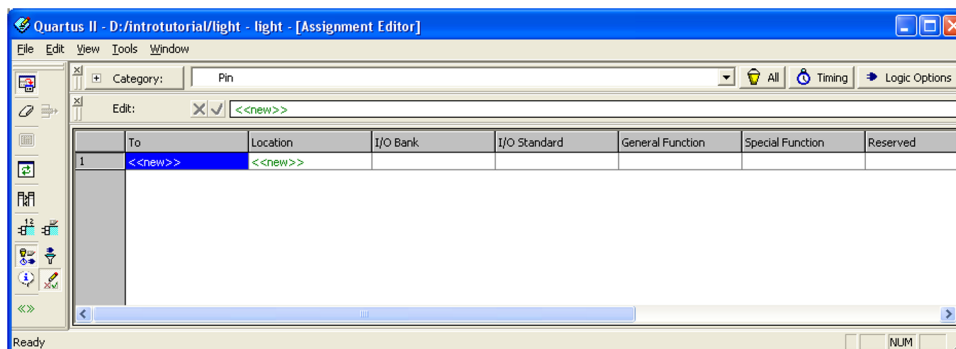 Quartus II - D:/introtutorial/light - light - [Assignment Editor]
File Edit View Tools Window
Category: Pin All Timing Logic Options
Edit: <<new>>
To Location I/O Bank I/O Standard General Function Special Function Reserved
1 <<new>> <<new>>
Ready NUM